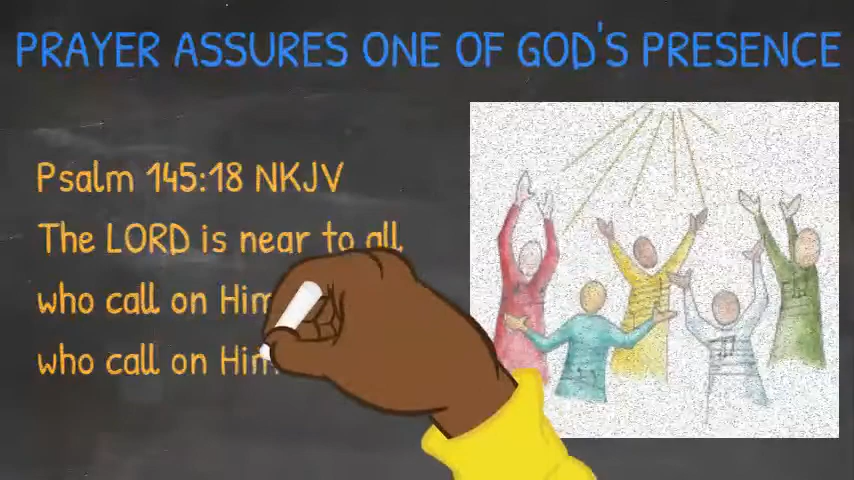 PRAYER ASSURES ONE OF GOD'S PRESENCE
Psalm 145:18 NKJV
The LORD is near to all
who call on Him
who call on Him